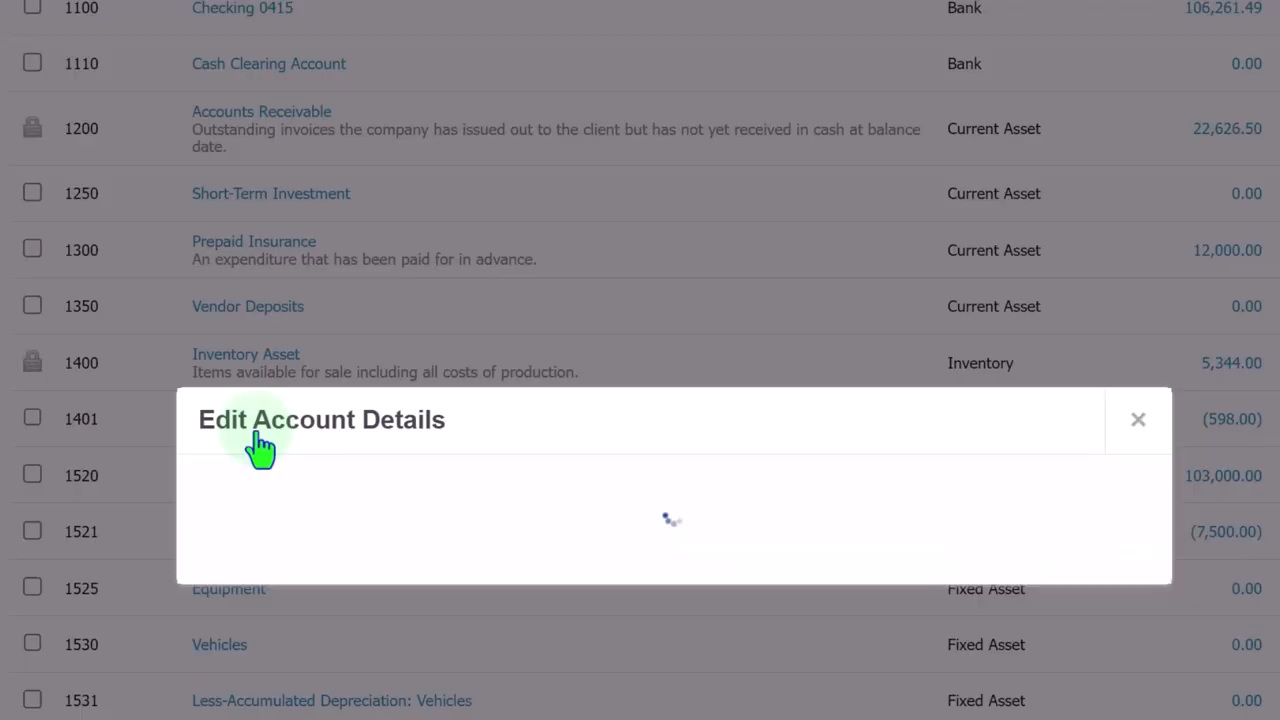 1100 Checking 0415 Bank 106,261.49
1110 Cash Clearing Account Bank 0.00
Accounts Receivable
1200 Outstanding invoices the company has issued out to the client but has not yet received in cash at balance Current Asset 22,626.50
date.
1250 Short-Term Investment Current Asset 0.00
Prepaid Insurance
1300 Current Asset 12,000.00
An expenditure that has been paid for in advance.
1350 Vendor Deposits Current Asset 0.00
Inventory Asset
1400 Inventory 5,344.00
Items available for sale including all costs of production.
1401 Edit Account Details × (598.00)
1520 103,000.00
1521 (7,500.00)
1525 Equipment Fixed Asset 0.00
1530 Vehicles Fixed Asset 0.00
1531 Less-Accumulated Depreciation: Vehicles Fixed Asset 0.00